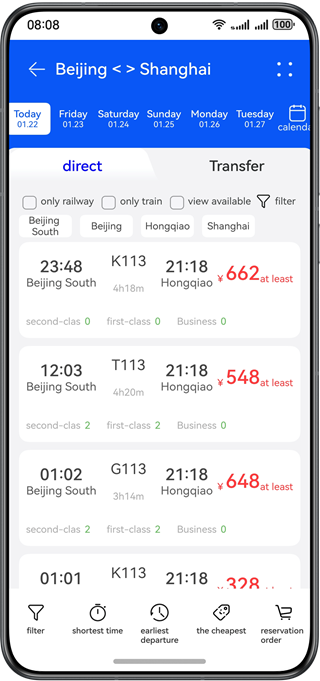 08:08
100
Beijing < > Shanghai
Today Friday Saturday Sunday Monday Tuesday
01.22 01.23 01.24 01.25 01.26 01.27 calenda
direct Transfer
only railway only train view available filter
Beijing South Beijing Hongqiao Shanghai
23:48 K113 21:18 ¥ 662 at least
Beijing South 4h18m Hongqiao
second-clas 0 first-class 0 Business 0
12:03 T113 21:18 ¥ 548 at least
Beijing South 4h20m Hongqiao
second-clas 2 first-class 2 Business 0
01:02 G113 21:18 ¥ 648 at least
Beijing South 3h14m Hongqiao
second-clas 2 first-class 2 Business 0
01:01 K113 21:18 ¥ 328 at least
filter shortest time earliest departure the cheapest reservation order